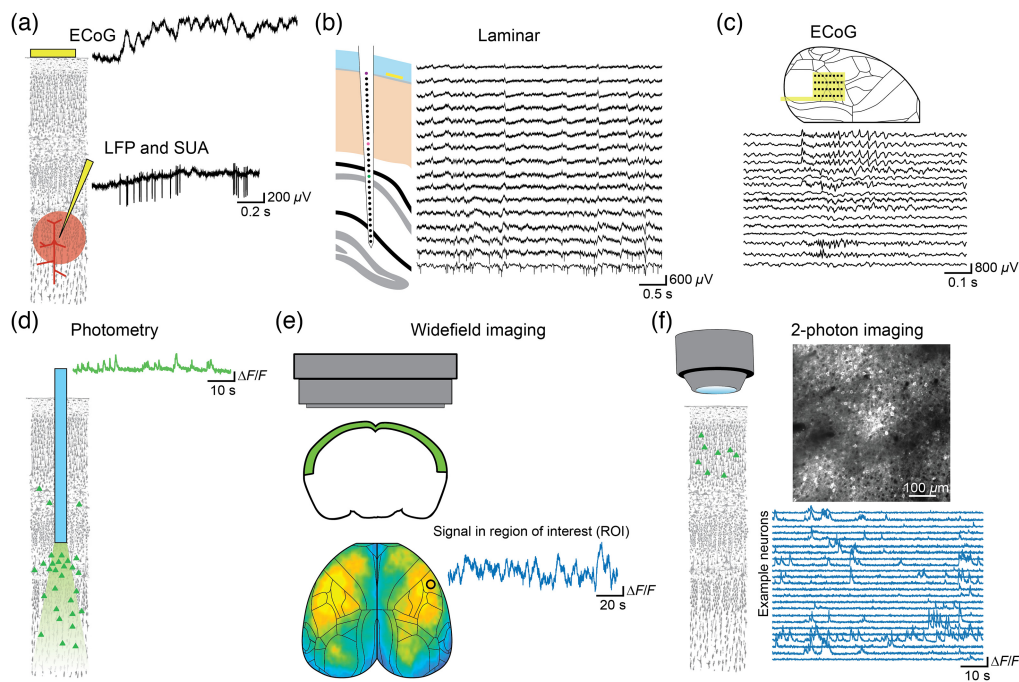 (a)
ECoG
LFP and SUA
200 μV
0.2 s
(b)
Laminar
600 μV
0.5 s
(c)
ECoG
800 μV
0.1 s
(d)
Photometry
ΔF/F
10 s
(e)
Widefield imaging
Signal in region of interest (ROI)
ΔF/F
20 s
(f)
2-photon imaging
100 μm
Example neurons
ΔF/F
10 s